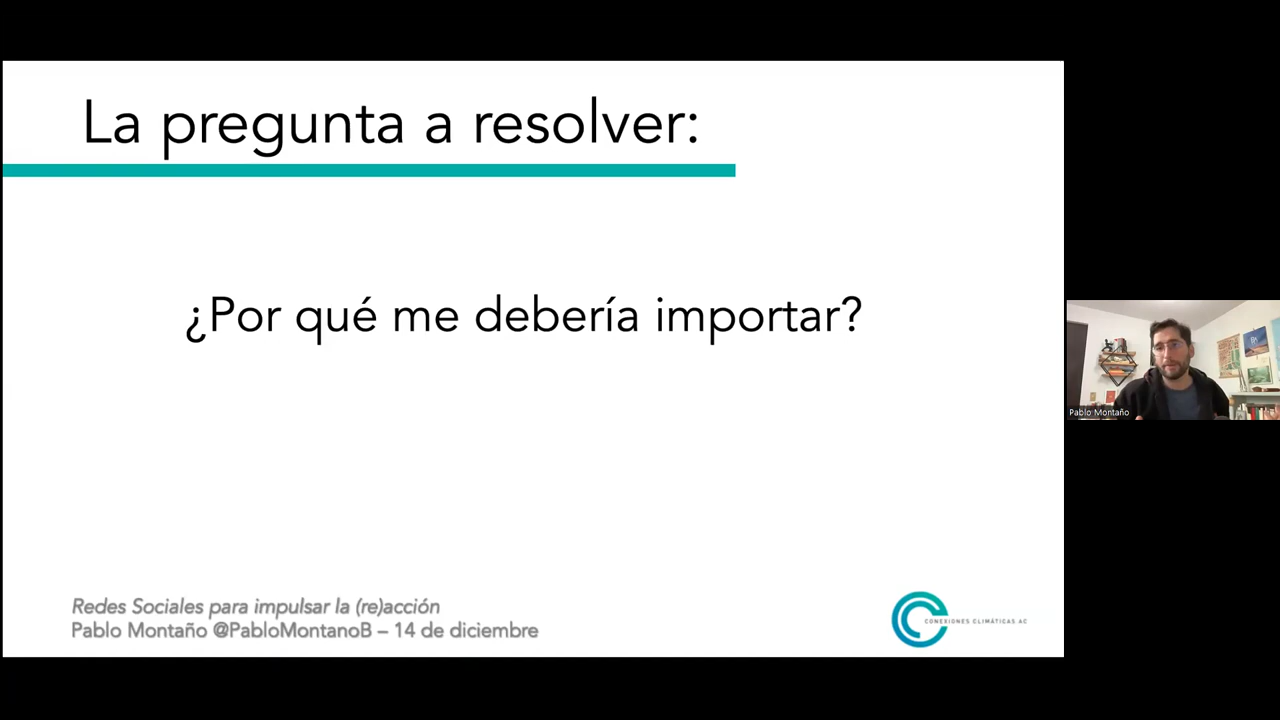 La pregunta a resolver:
¿Por qué me debería importar?
Redes Sociales para impulsar la (re)acción
Pablo Montaño @PabloMontanoB – 14 de diciembre
CONEXIONES CLIMÁTICAS AC
Pablo Montaño